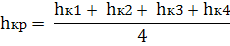 hкр = hк1 + hк2 + hк3 + hк4
4